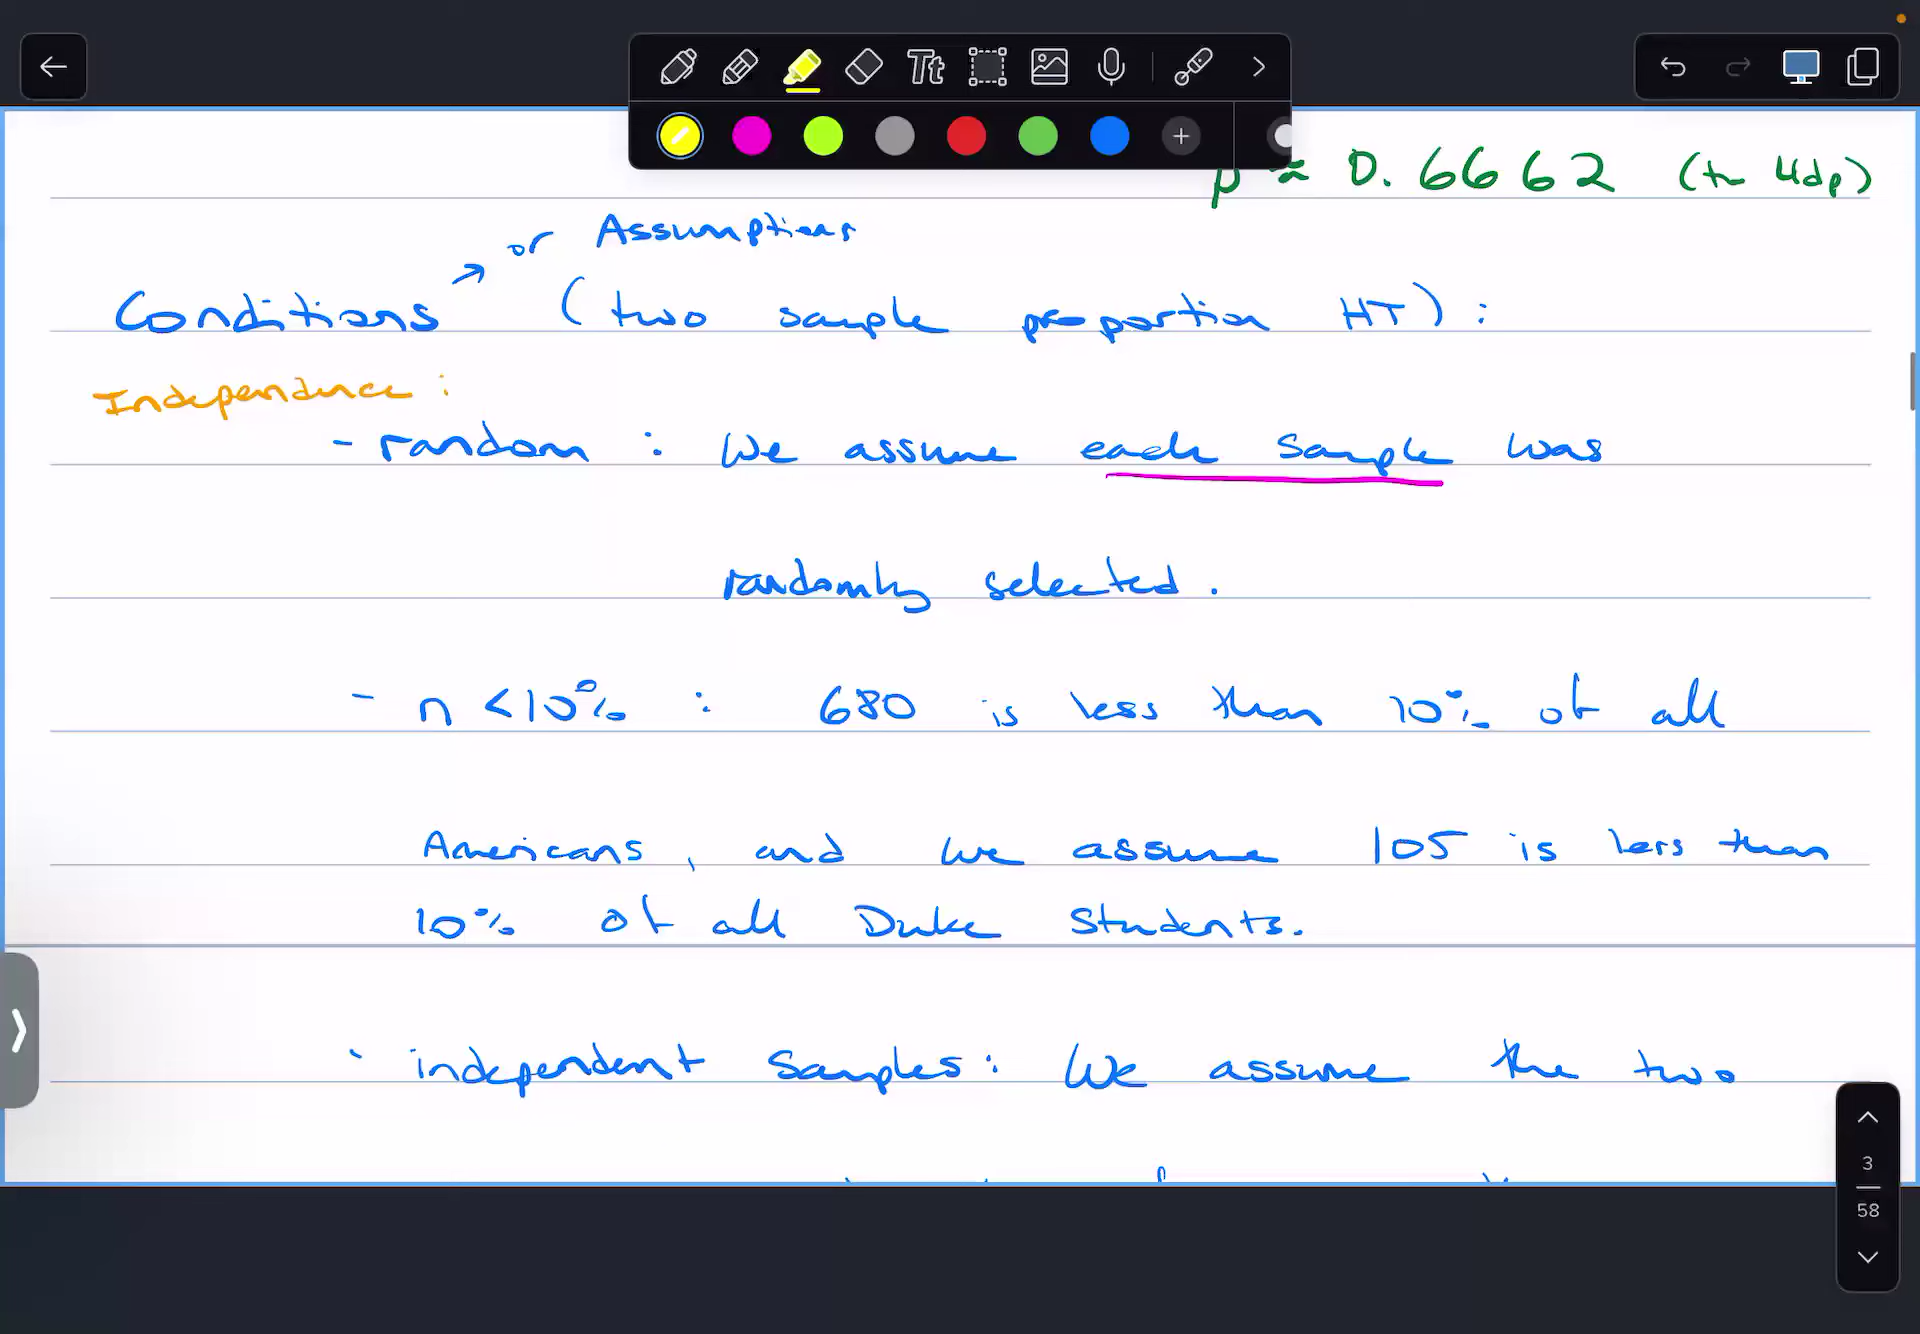 Tt
p ≈ 0.6662 (to 4dp)
or Assumptions
Conditions → (two sample proportion HT):
Independence:
- random : We assume each sample was
randomly selected.
- n < 10% : 680 is less than 10% of all
Americans, and we assume 105 is less than
10% of all Duke students.
- independent samples: We assume the two
3
58